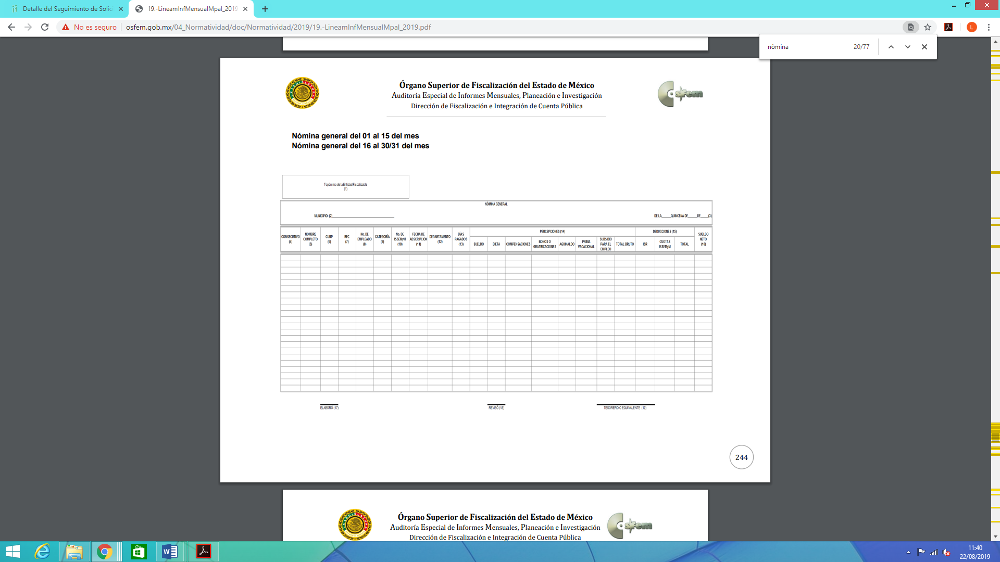 Detalle del Seguimiento de Solici
19.-LineamInfMensualMpal_2019
No es seguro
osfem.gob.mx/04_Normatividad/doc/Normatividad/2019/19.-LineamInfMensualMpal_2019.pdf
L
nómina
20/77
Órgano Superior de Fiscalización del Estado de México
Auditoría Especial de Informes Mensuales, Planeación e Investigación
Dirección de Fiscalización e Integración de Cuenta Pública
osfem
Nómina general del 01 al 15 del mes
Nómina general del 16 al 30/31 del mes
Topónimo de la Entidad Fiscalizable
(1)
NÓMINA GENERAL
MUNICIPIO: (2)
DE LA_____QUINCENA DE_____DE____(3)
CONSECUTIVO (4)
NOMBRE COMPLETO (5)
CURP (6)
RFC (7)
No. DE EMPLEADO (8)
CATEGORÍA (9)
No. DE ISSEMyM (10)
FECHA DE ADSCRIPCIÓN (11)
DEPARTAMENTO (12)
DÍAS PAGADOS (13)
PERCEPCIONES (14)
SUELDO
DIETA
COMPENSACIONES
BONOS O GRATIFICACIONES
AGUINALDO
PRIMA VACACIONAL
SUBSIDIO PARA EL EMPLEO
TOTAL BRUTO
DEDUCCIONES (15)
ISR
CUOTAS ISSEMyM
TOTAL
SUELDO NETO (16)
ELABORÓ (17)
REVISÓ (18)
TESORERO O EQUIVALENTE (19)
244
Órgano Superior de Fiscalización del Estado de México
Auditoría Especial de Informes Mensuales, Planeación e Investigación
Dirección de Fiscalización e Integración de Cuenta Pública
osfem
11:40
22/08/2019